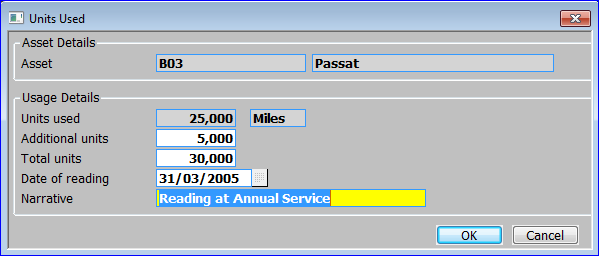 Units Used
Asset Details
Asset B03 Passat
Usage Details
Units used 25,000 Miles
Additional units 5,000
Total units 30,000
Date of reading 31/03/2005
Narrative Reading at Annual Service
OK Cancel